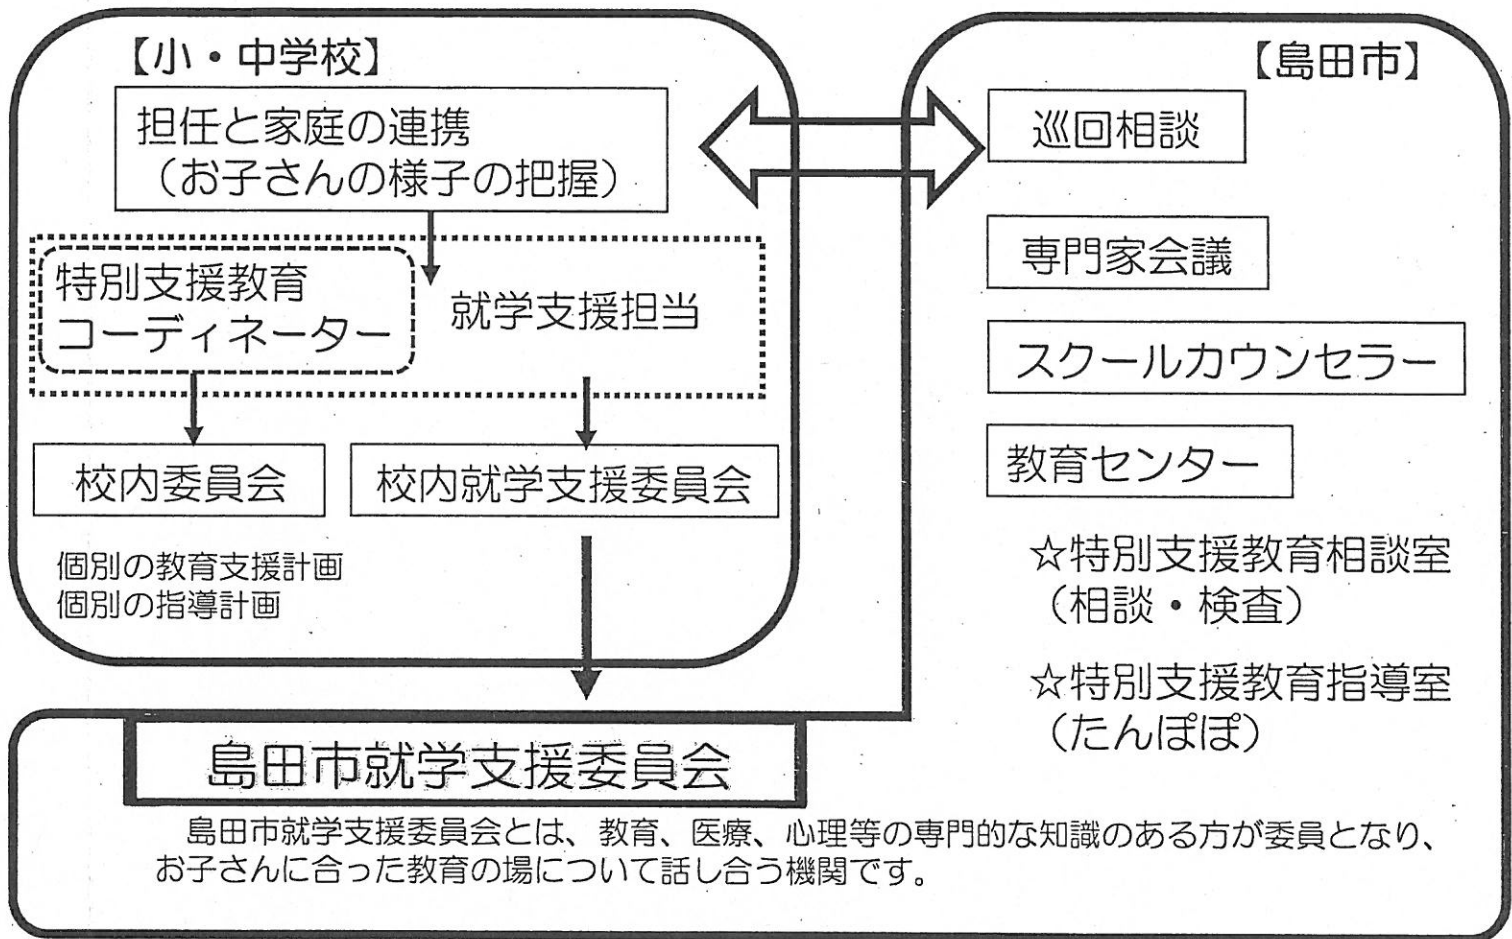 【小・中学校】
担任と家庭の連携
(お子さんの様子の把握)
特別支援教育
コーディネーター
就学支援担当
校内委員会
校内就学支援委員会
個別の教育支援計画
個別の指導計画
【島田市】
巡回相談
専門家会議
スクールカウンセラー
教育センター
☆特別支援教育相談室
(相談・検査)
☆特別支援教育指導室
(たんぽぽ)
島田市就学支援委員会
島田市就学支援委員会とは、教育、医療、心理等の専門的な知識のある方が委員となり、
お子さんに合った教育の場について話し合う機関です。